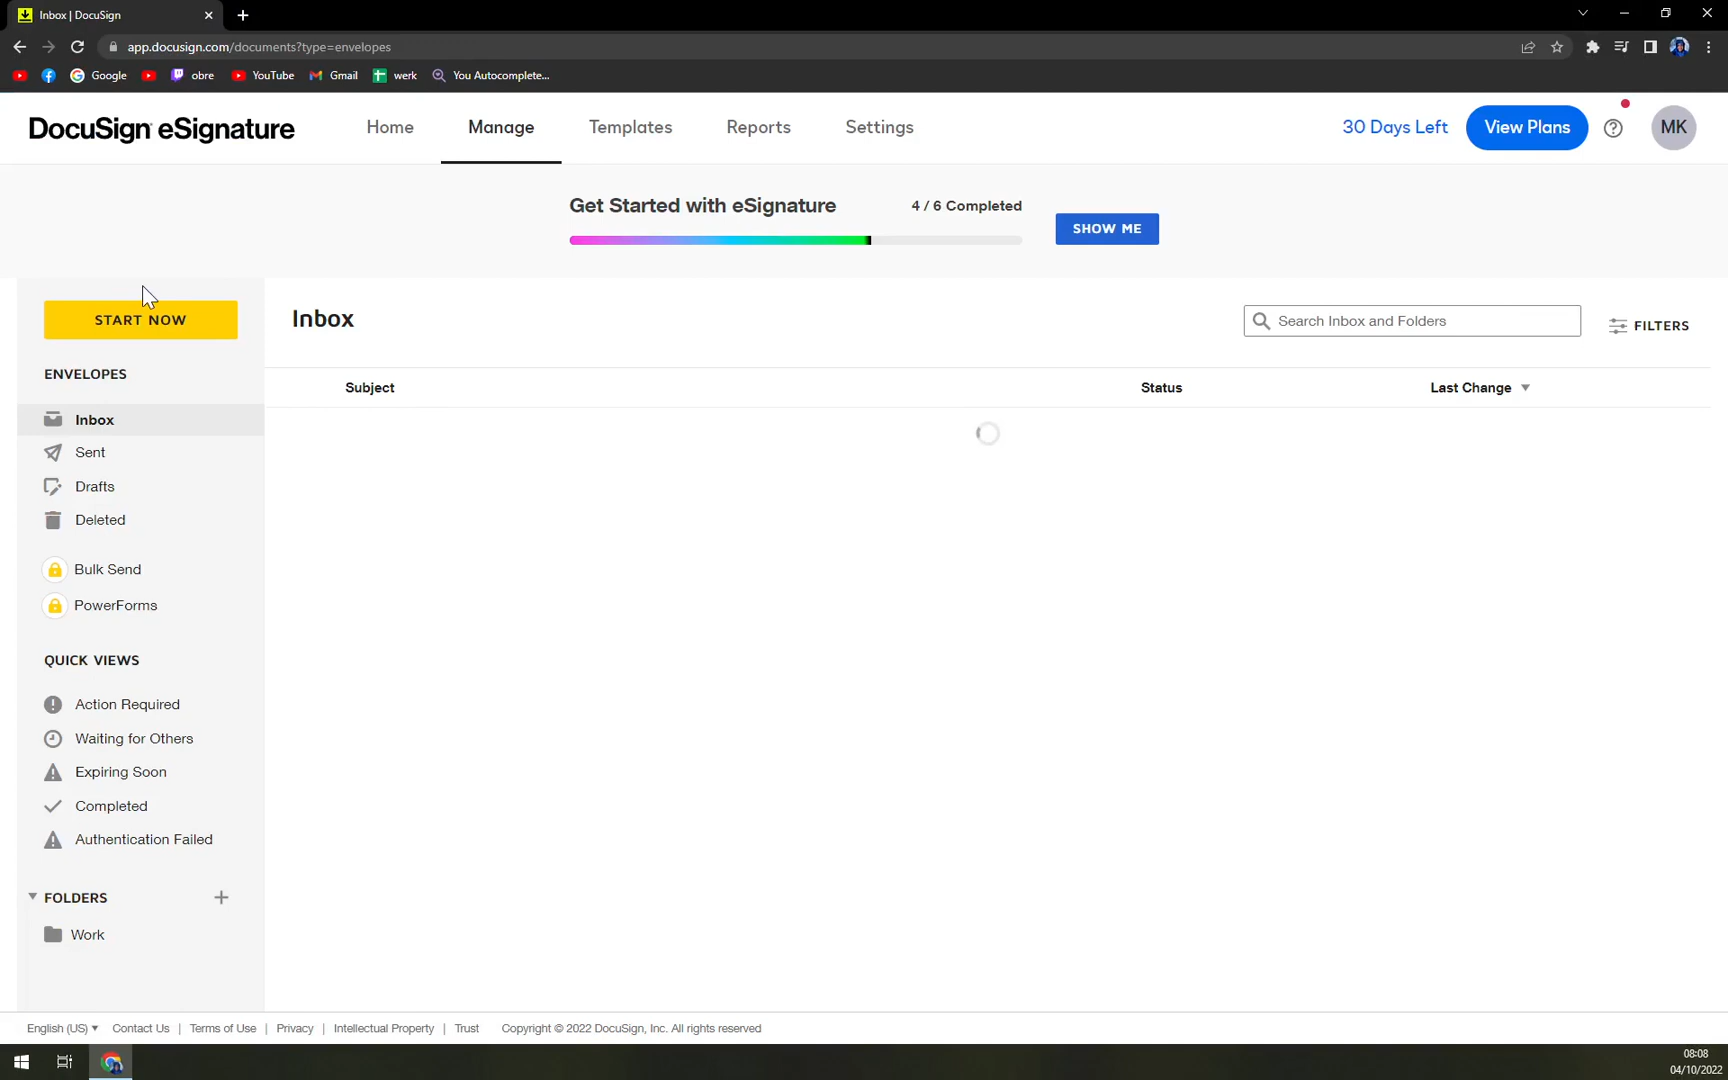 Inbox | DocuSign
app.docusign.com/documents?type=envelopes
Google obre YouTube Gmail werk You Autocomplete...
DocuSign eSignature Home Manage Templates Reports Settings 30 Days Left View Plans MK
Get Started with eSignature 4 / 6 Completed SHOW ME
START NOW
Inbox Search Inbox and Folders FILTERS
ENVELOPES
Subject Status Last Change
Inbox
Sent
Drafts
Deleted
Bulk Send
PowerForms
QUICK VIEWS
Action Required
Waiting for Others
Expiring Soon
Completed
Authentication Failed
FOLDERS
Work
English (US) Contact Us | Terms of Use | Privacy | Intellectual Property | Trust Copyright © 2022 DocuSign, Inc. All rights reserved
08:08
04/10/2022